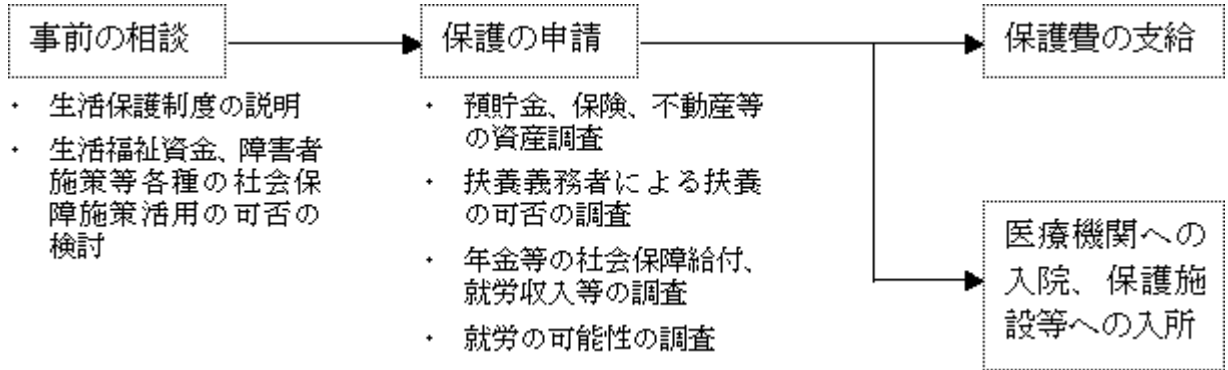 事前の相談
・ 生活保護制度の説明
・ 生活福祉資金、障害者
施策等各種の社会保
障施策活用の可否の
検討
保護の申請
・ 預貯金、保険、不動産等
の資産調査
・ 扶養義務者による扶養
の可否の調査
・ 年金等の社会保障給付、
就労収入等の調査
・ 就労の可能性の調査
保護費の支給
医療機関への
入院、保護施
設等への入所